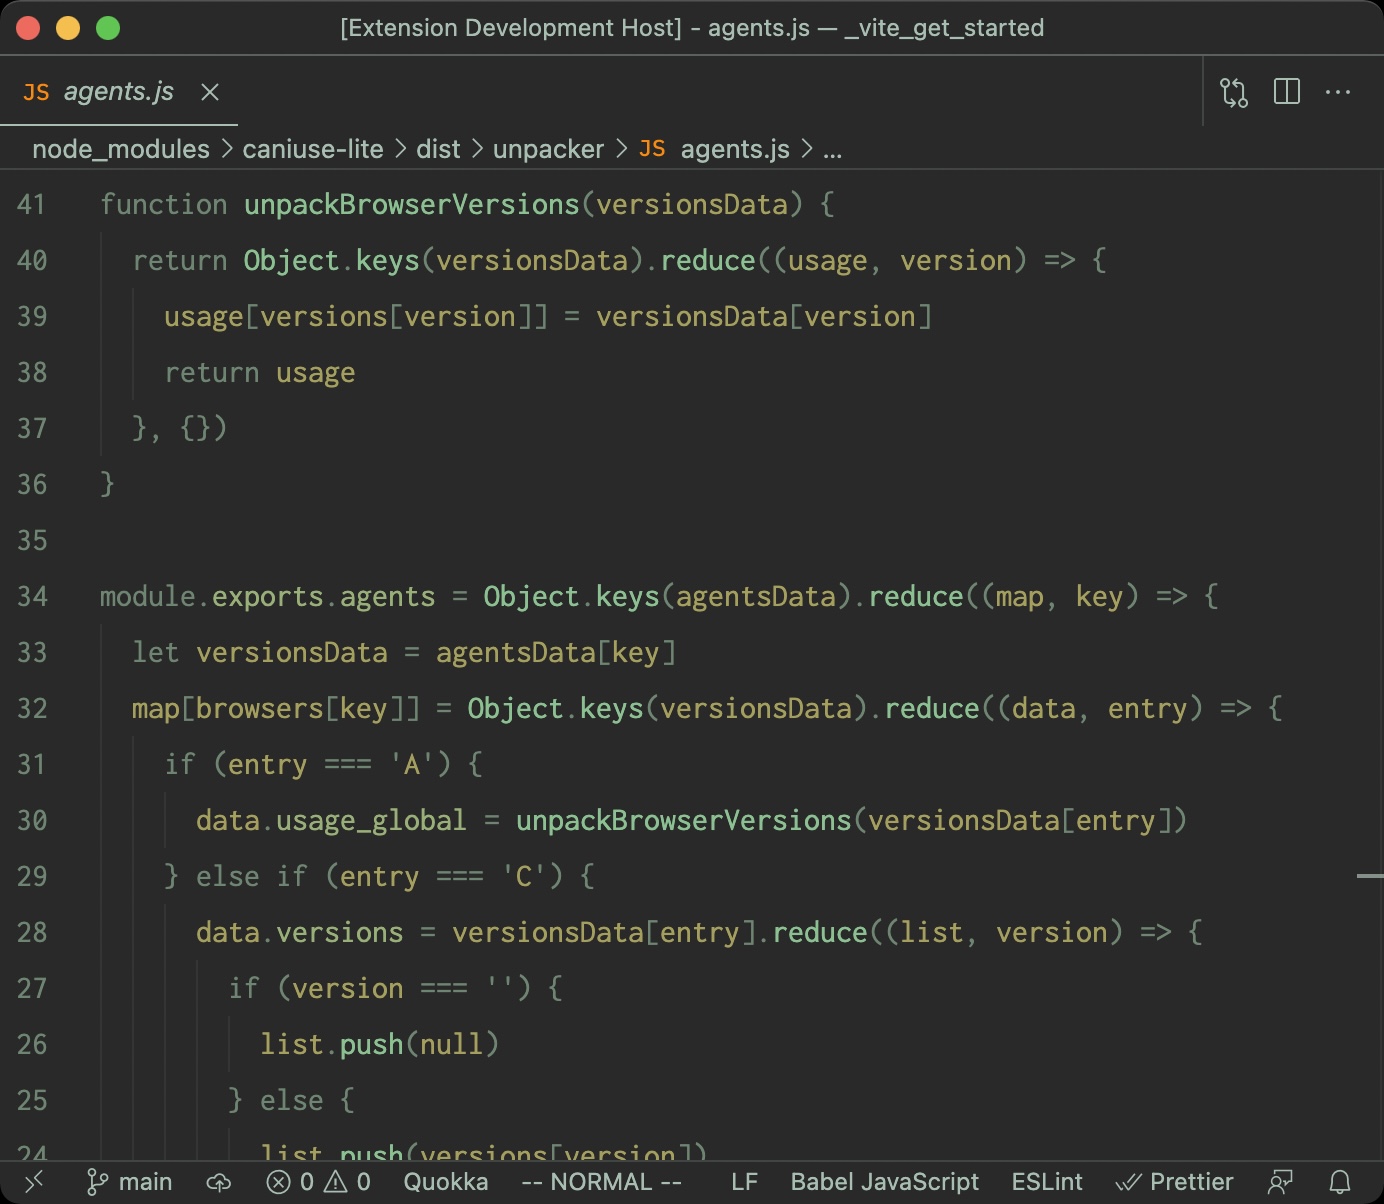 [Extension Development Host] - agents.js — _vite_get_started
JS agents.js
node_modules > caniuse-lite > dist > unpacker > JS agents.js > ...
41 function unpackBrowserVersions(versionsData) {
40   return Object.keys(versionsData).reduce((usage, version) => {
39     usage[versions[version]] = versionsData[version]
38     return usage
37   }, {})
36 }
35
34 module.exports.agents = Object.keys(agentsData).reduce((map, key) => {
33   let versionsData = agentsData[key]
32   map[browsers[key]] = Object.keys(versionsData).reduce((data, entry) => {
31     if (entry === 'A') {
30       data.usage_global = unpackBrowserVersions(versionsData[entry])
29     } else if (entry === 'C') {
28       data.versions = versionsData[entry].reduce((list, version) => {
27         if (version === '') {
26           list.push(null)
25         } else {
24           list.push(versions[version])
main 0 0 Quokka -- NORMAL -- LF Babel JavaScript ESLint Prettier